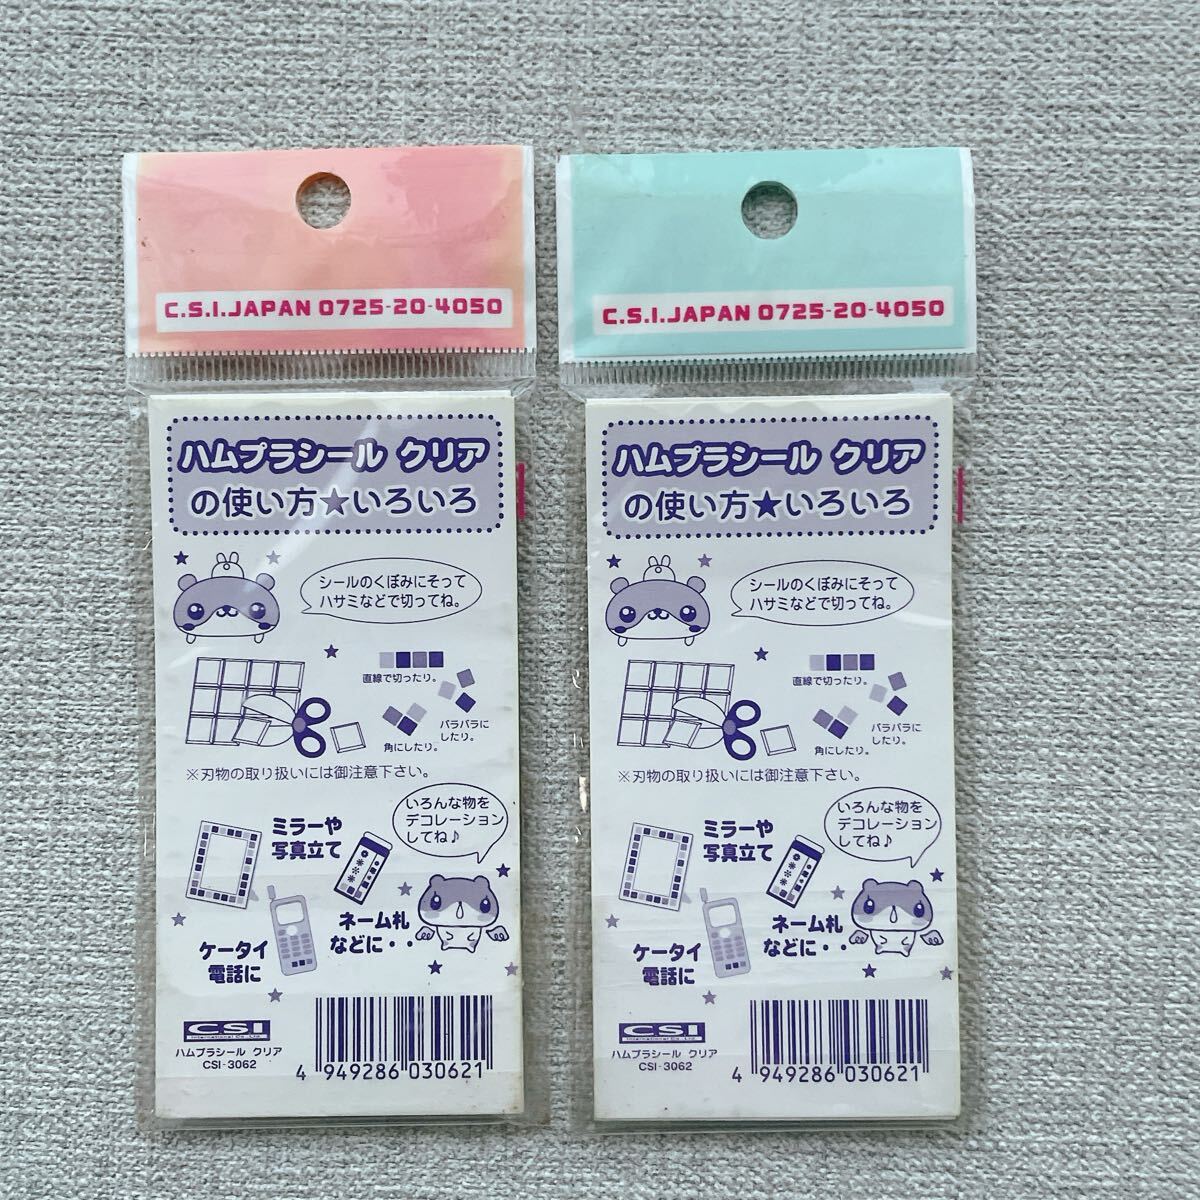 C.S.I.JAPAN 0725-20-4050
ハムプラシール クリア
の使い方★いろいろ
シールのくぼみにそって
ハサミなどで切ってね。
直線で切ったり。
バラバラに
したり。
角にしたり。
※刃物の取り扱いには御注意下さい。
いろんな物を
デコレーション
してね♪
ミラーや
写真立て
ネーム札
などに・・
ケータイ
電話に
CSI
International Co., Ltd.
ハムプラシール クリア
CSI-3062
4 949286 030621
C.S.I.JAPAN 0725-20-4050
ハムプラシール クリア
の使い方★いろいろ
シールのくぼみにそって
ハサミなどで切ってね。
直線で切ったり。
バラバラに
したり。
角にしたり。
※刃物の取り扱いには御注意下さい。
いろんな物を
デコレーション
してね♪
ミラーや
写真立て
ネーム札
などに・・
ケータイ
電話に
CSI
International Co., Ltd.
ハムプラシール クリア
CSI-3062
4 949286 030621